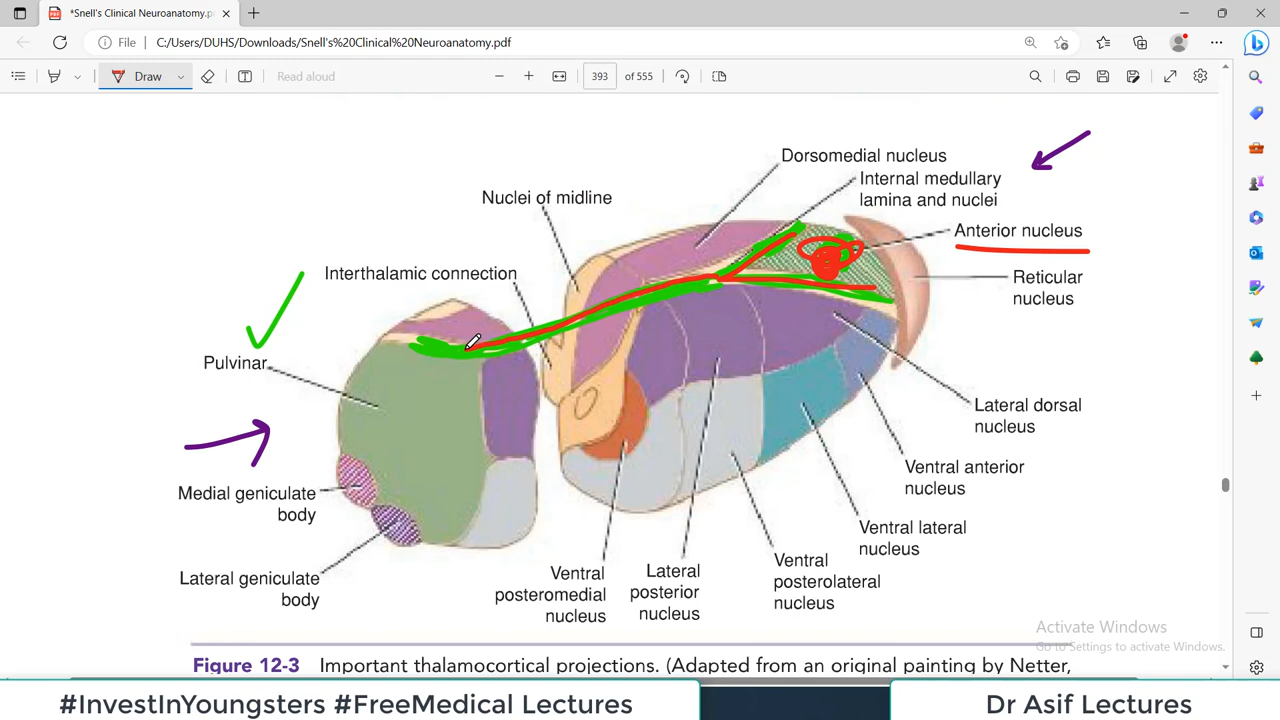 *Snell's Clinical Neuroanatomy.p
File
C:/Users/DUHS/Downloads/Snell's%20Clinical%20Neuroanatomy.pdf
Draw
Read aloud
393 of 555
Dorsomedial nucleus
Internal medullary
lamina and nuclei
Nuclei of midline
Anterior nucleus
Interthalamic connection
Reticular
nucleus
Pulvinar
Lateral dorsal
nucleus
Ventral anterior
nucleus
Medial geniculate
body
Ventral lateral
nucleus
Lateral geniculate
body
Ventral
posteromedial
nucleus
Lateral
posterior
nucleus
Ventral
posterolateral
nucleus
Activate Windows
Go to Settings to activate Windows.
Figure 12-3 Important thalamocortical projections. (Adapted from an original painting by Netter,
#InvestInYoungsters #FreeMedical Lectures
Dr Asif Lectures